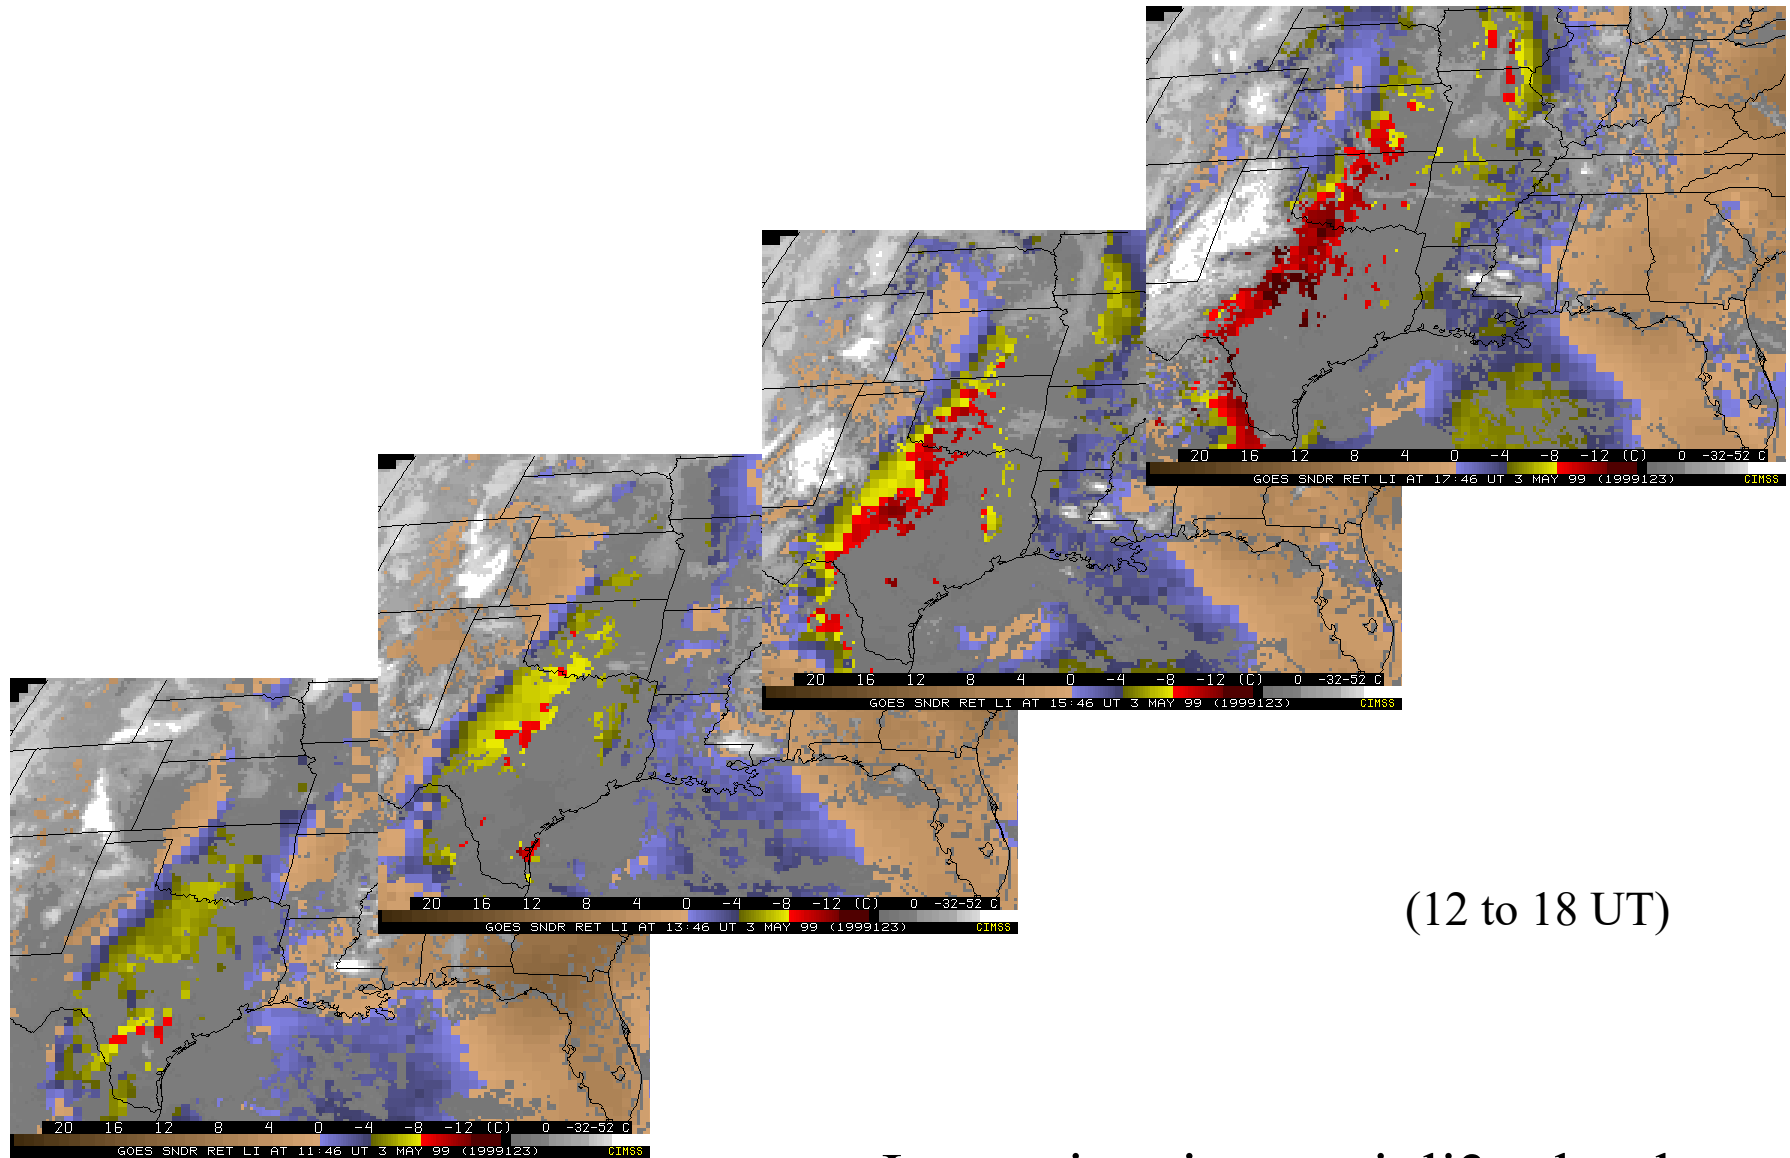 20 16 12 8 4 0 -4 -8 -12 (C) 0 -32-52 C
GOES SNDR RET LI AT 17:46 UT 3 MAY 99 (1999123) CIMSS
20 16 12 8 4 0 -4 -8 -12 (C) 0 -32-52 C
GOES SNDR RET LI AT 15:46 UT 3 MAY 99 (1999123) CIMSS
20 16 12 8 4 0 -4 -8 -12 (C) 0 -32-52 C
GOES SNDR RET LI AT 13:46 UT 3 MAY 99 (1999123) CIMSS
(12 to 18 UT)
20 16 12 8 4 0 -4 -8 -12 (C) 0 -32-52 C
GOES SNDR RET LI AT 11:46 UT 3 MAY 99 (1999123) CIMSS